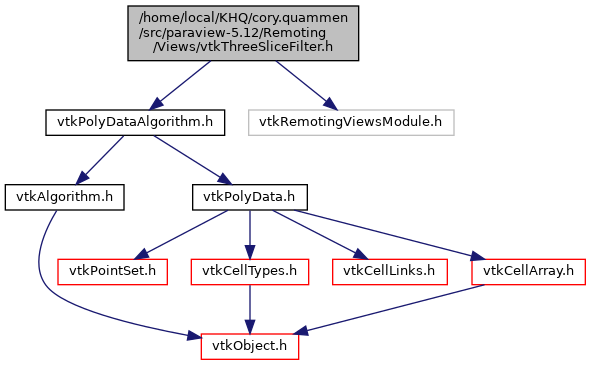 /home/local/KHQ/cory.quammen
/src/paraview-5.12/Remoting
/Views/vtkThreeSliceFilter.h
vtkPolyDataAlgorithm.h
vtkRemotingViewsModule.h
vtkAlgorithm.h
vtkPolyData.h
vtkPointSet.h
vtkCellTypes.h
vtkCellLinks.h
vtkCellArray.h
vtkObject.h